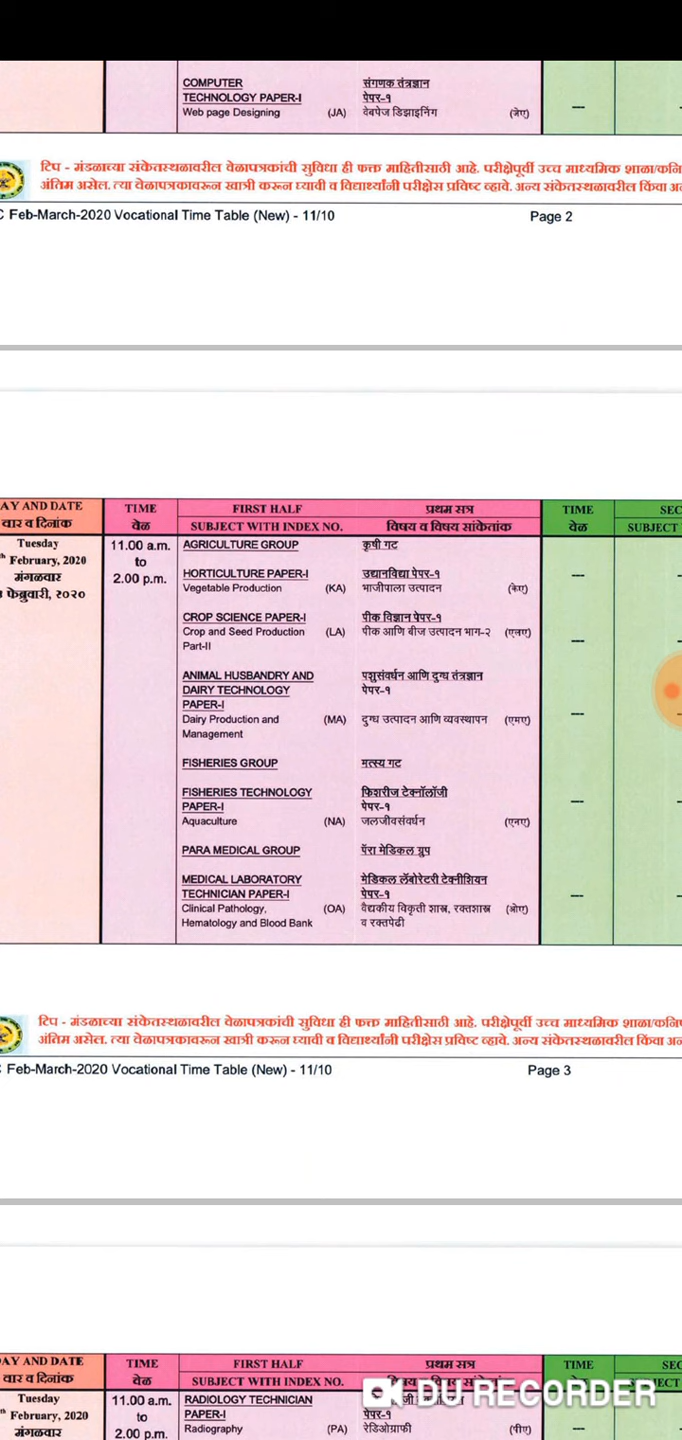 COMPUTER संगणक तंत्रज्ञान
TECHNOLOGY PAPER-I पेपर-१
Web page Designing (JA) वेबपेज डिझाइनिंग (जेए) ---
टिप - मंडळाच्या संकेतस्थळावरील वेळापत्रकांची सुविधा ही फक्त माहितीसाठी आहे. परीक्षेपूर्वी उच्च माध्यमिक शाळा/कनि
अंतिम असेल. त्या वेळापत्रकावरून खात्री करून घ्यावी व विद्यार्थ्यांनी परीक्षेस प्रविष्ट व्हावे. अन्य संकेतस्थळावरील किंवा अ
C Feb-March-2020 Vocational Time Table (New) - 11/10 Page 2
AY AND DATE TIME FIRST HALF प्रथम सत्र TIME SEC
वार व दिनांक वेळ SUBJECT WITH INDEX NO. विषय व विषय सांकेतांक वेळ SUBJECT
Tuesday 11.00 a.m. AGRICULTURE GROUP कृषी गट
th February, 2020 to
मंगळवार 2.00 p.m. HORTICULTURE PAPER-I उद्यानविद्या पेपर-१ ---
फेब्रुवारी, २०२० Vegetable Production (KA) भाजीपाला उत्पादन (केए)
CROP SCIENCE PAPER-I पीक विज्ञान पेपर-१
Crop and Seed Production (LA) पीक आणि बीज उत्पादन भाग-२ (एलए) ---
Part-II
ANIMAL HUSBANDRY AND पशुसंवर्धन आणि दुग्ध तंत्रज्ञान
DAIRY TECHNOLOGY पेपर-१
PAPER-I
Dairy Production and (MA) दुग्ध उत्पादन आणि व्यवस्थापन (एमए) ---
Management
FISHERIES GROUP मत्स्य गट
FISHERIES TECHNOLOGY फिशरीज टेक्नॉलॉजी
PAPER-I पेपर-१ ---
Aquaculture (NA) जलजीवसंवर्धन (एनए)
PARA MEDICAL GROUP पॅरा मेडिकल ग्रुप
MEDICAL LABORATORY मेडिकल लॅबोरेटरी टेक्नीशियन
TECHNICIAN PAPER-I पेपर-१ ---
Clinical Pathology, (OA) वैद्यकीय विकृती शास्त्र, रक्तशास्त्र (ओए)
Hematology and Blood Bank व रक्तपेढी
टिप - मंडळाच्या संकेतस्थळावरील वेळापत्रकांची सुविधा ही फक्त माहितीसाठी आहे. परीक्षेपूर्वी उच्च माध्यमिक शाळा/कनि
अंतिम असेल. त्या वेळापत्रकावरून खात्री करून घ्यावी व विद्यार्थ्यांनी परीक्षेस प्रविष्ट व्हावे. अन्य संकेतस्थळावरील किंवा अ
C Feb-March-2020 Vocational Time Table (New) - 11/10 Page 3
AY AND DATE TIME FIRST HALF प्रथम सत्र TIME SEC
वार व दिनांक वेळ SUBJECT WITH INDEX NO.
Tuesday 11.00 a.m. RADIOLOGY TECHNICIAN
DU RECORDER
th February, 2020 to PAPER-I पेपर-१
मंगळवार 2.00 p.m. Radiography (PA) रेडिओग्राफी (पीए) ---